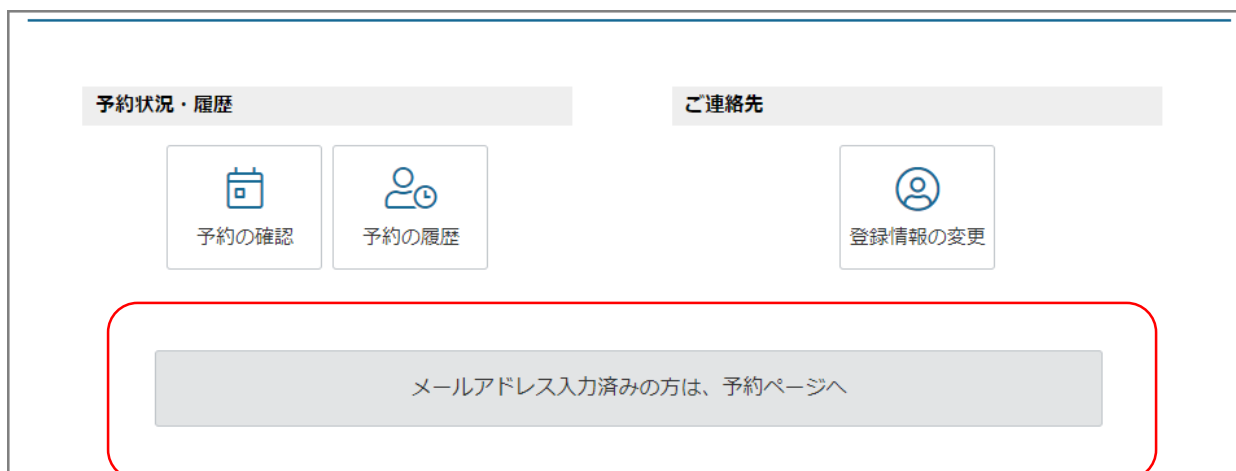 予約状況・履歴
ご連絡先
予約の確認
予約の履歴
登録情報の変更
メールアドレス入力済みの方は、予約ページへ